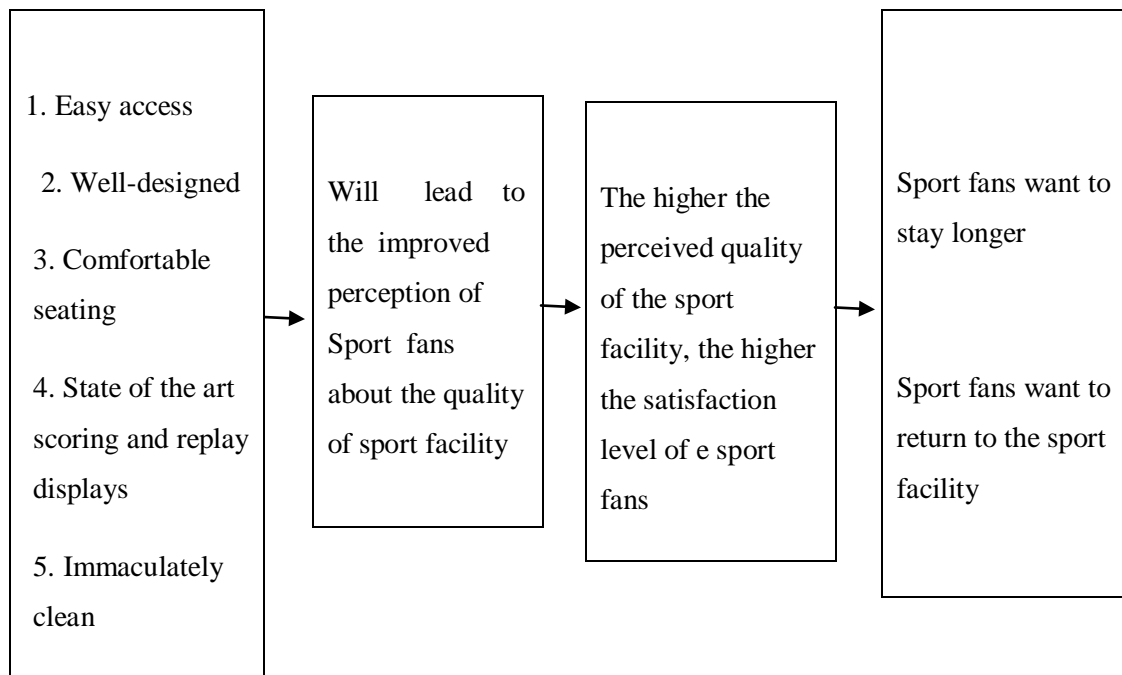 1. Easy access
2. Well-designed
3. Comfortable
seating
4. State of the art
scoring and replay
displays
5. Immaculately
clean
Will lead to
the improved
perception of
Sport fans
about the quality
of sport facility
The higher the
perceived quality
of the sport
facility, the higher
the satisfaction
level of e sport
fans
Sport fans want to
stay longer
Sport fans want to
return to the sport
facility